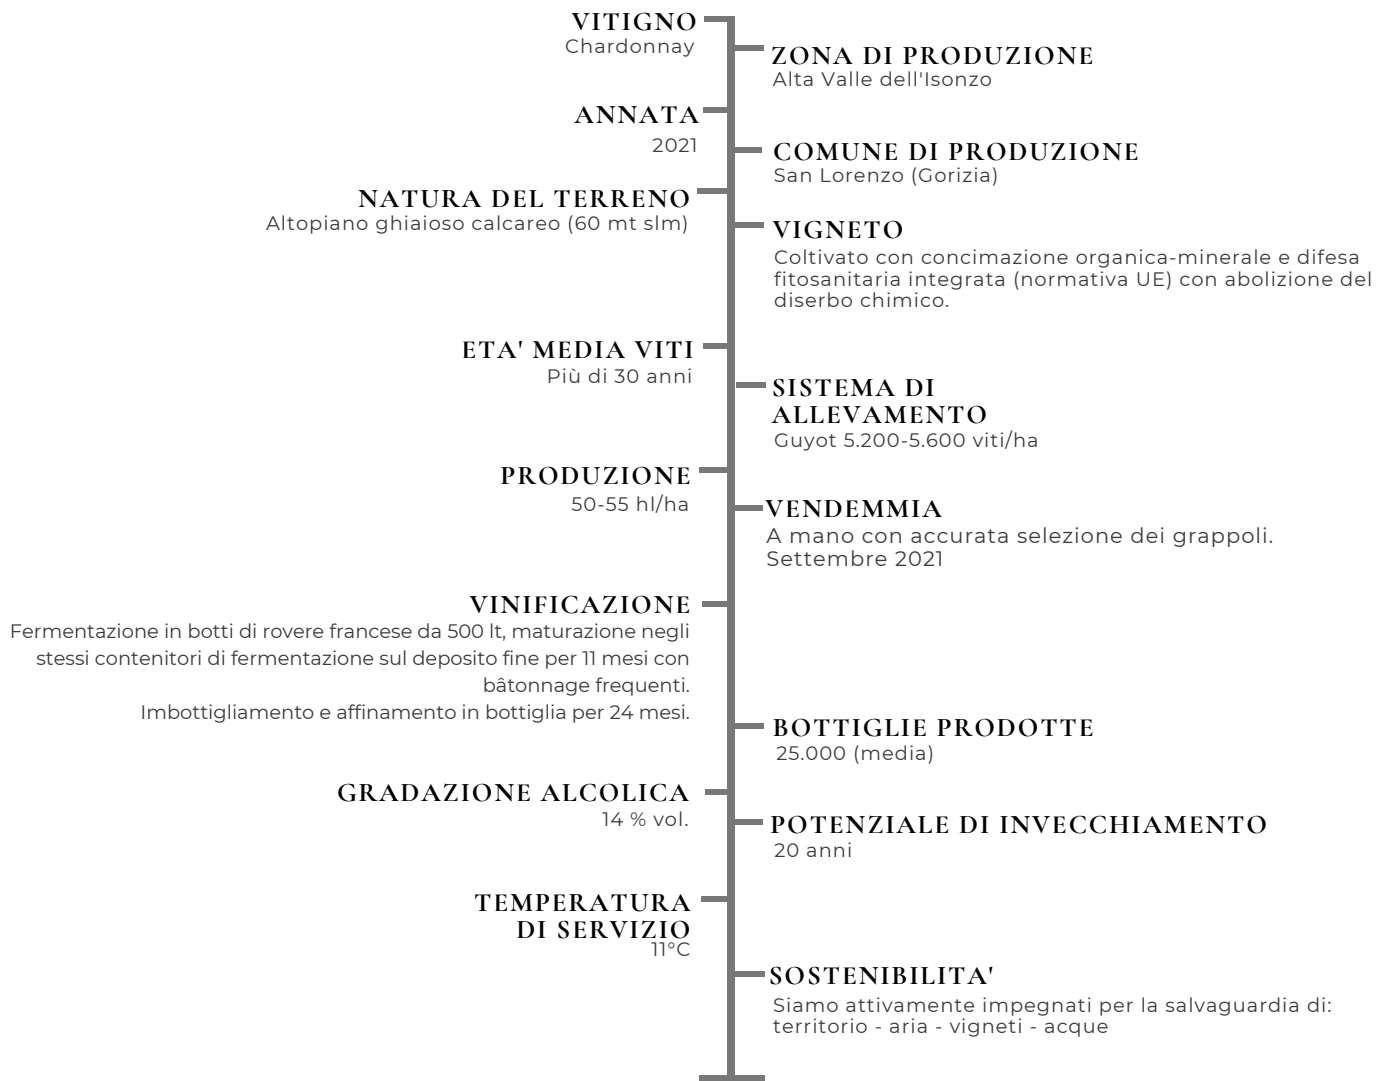 VITIGNO
Chardonnay
ZONA DI PRODUZIONE
Alta Valle dell'Isonzo
ANNATA
2021
COMUNE DI PRODUZIONE
San Lorenzo (Gorizia)
NATURA DEL TERRENO
Altopiano ghiaioso calcareo (60 mt slm)
VIGNETO
Coltivato con concimazione organica-minerale e difesa
fitosanitaria integrata (normativa UE) con abolizione del
diserbo chimico.
ETA' MEDIA VITI
Più di 30 anni
SISTEMA DI
ALLEVAMENTO
Guyot 5.200-5.600 viti/ha
PRODUZIONE
50-55 hl/ha
VENDEMMIA
A mano con accurata selezione dei grappoli.
Settembre 2021
VINIFICAZIONE
Fermentazione in botti di rovere francese da 500 lt, maturazione negli
stessi contenitori di fermentazione sul deposito fine per 11 mesi con
bâtonnage frequenti.
Imbottigliamento e affinamento in bottiglia per 24 mesi.
BOTTIGLIE PRODOTTE
25.000 (media)
GRADAZIONE ALCOLICA
14 % vol.
POTENZIALE DI INVECCHIAMENTO
20 anni
TEMPERATURA
DI SERVIZIO
11°C
SOSTENIBILITA'
Siamo attivamente impegnati per la salvaguardia di:
territorio - aria - vigneti - acque